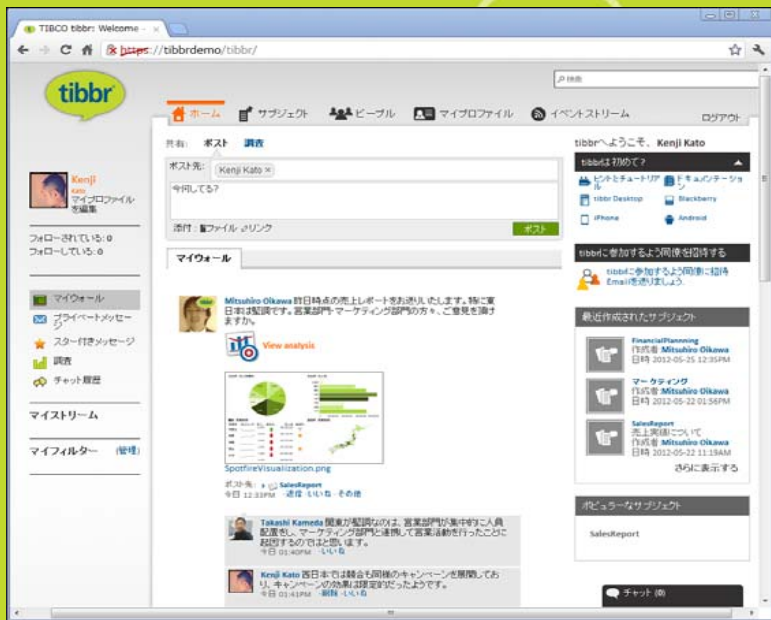 TIBCO tibbr: Welcome -
https://tibbrdemo/tibbr/
tibbr
検索
ホーム
サブジェクト
ピープル
マイプロファイル
イベントストリーム
ログアウト
Kenji
Kato
マイプロファイル
を編集
フォローされている: 0
フォローしている: 0
マイウォール
プライベートメッセー
ジ
スター付きメッセージ
調査
チャット履歴
マイストリーム
マイフィルター (管理)
共有: ポスト 調査
ポスト先: Kenji Kato ×
今何してる?
添付: ファイル リンク
ポスト
マイウォール
Mitsuhiro Oikawa 昨日時点の売上レポートをお送りいたします。特に東
日本は堅調です。営業部門・マーケティング部門の方々、ご意見を頂け
ますか。
View analysis
SpotfireVisualization.png
ポスト先: SalesReport
今日 12:33PM ・返信・いいね・その他
Takashi Kameda 関東が堅調なのは、営業部門が集中的に人員
配置をし、マーケティング部門と連携して営業活動を行ったことに
起因するのではと思います。
今日 01:40PM ・いいね
Kenji Kato 西日本では競合も同様のキャンペーンを展開してお
り、キャンペーンの効果は限定的だったようです。
今日 01:41PM ・削除・いいね
tibbrへようこそ、 Kenji Kato
tibbrは初めて?
ヒントとチュートリア
ル
ドキュメンテーショ
ン
tibbr Desktop
Blackberry
iPhone
Android
tibbrに参加するよう同僚を招待する
tibbrに参加するよう同僚に招待
Emailを送りましょう.
最近作成されたサブジェクト
FinancialPlannning
作成者 Mitsuhiro Oikawa
日時 2012-05-25 12:35PM
マーケティング
作成者 Mitsuhiro Oikawa
日時 2012-05-22 01:56PM
SalesReport
売上実績について
作成者 Mitsuhiro Oikawa
日時 2012-05-22 11:19AM
さらに表示する
ポピュラーなサブジェクト
SalesReport
チャット (0)